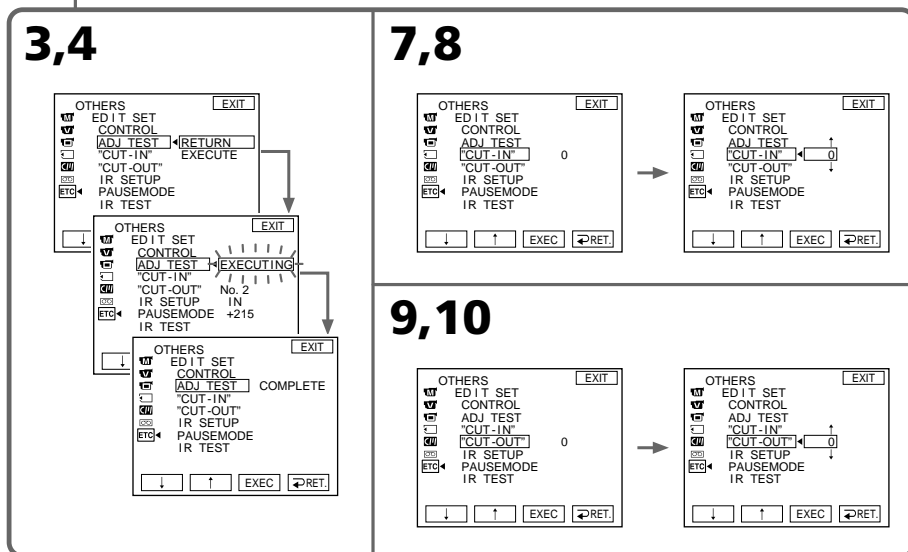 3,4
OTHERS EXIT
EDIT SET
CONTROL
ADJ TEST RETURN
"CUT-IN" EXECUTE
"CUT-OUT"
IR SETUP
ETC PAUSEMODE
IR TEST
↓
OTHERS EXIT
EDIT SET
CONTROL
ADJ TEST EXECUTING
"CUT-IN"
"CUT-OUT" No. 2
IR SETUP IN
ETC PAUSEMODE +215
IR TEST
↓
OTHERS EXIT
EDIT SET
CONTROL
ADJ TEST COMPLETE
"CUT-IN"
"CUT-OUT"
IR SETUP
ETC PAUSEMODE
IR TEST
↓ ↑ EXEC RET.
7,8
OTHERS EXIT
EDIT SET
CONTROL
ADJ TEST
"CUT-IN" 0
"CUT-OUT"
IR SETUP
ETC PAUSEMODE
IR TEST
↓ ↑ EXEC RET.
OTHERS EXIT
EDIT SET
CONTROL
ADJ TEST ↑
"CUT-IN" 0
"CUT-OUT" ↓
IR SETUP
ETC PAUSEMODE
IR TEST
↓ ↑ EXEC RET.
9,10
OTHERS EXIT
EDIT SET
CONTROL
ADJ TEST
"CUT-IN"
"CUT-OUT" 0
IR SETUP
ETC PAUSEMODE
IR TEST
↓ ↑ EXEC RET.
OTHERS EXIT
EDIT SET
CONTROL
ADJ TEST
"CUT-IN" ↑
"CUT-OUT" 0
IR SETUP ↓
ETC PAUSEMODE
IR TEST
↓ ↑ EXEC RET.